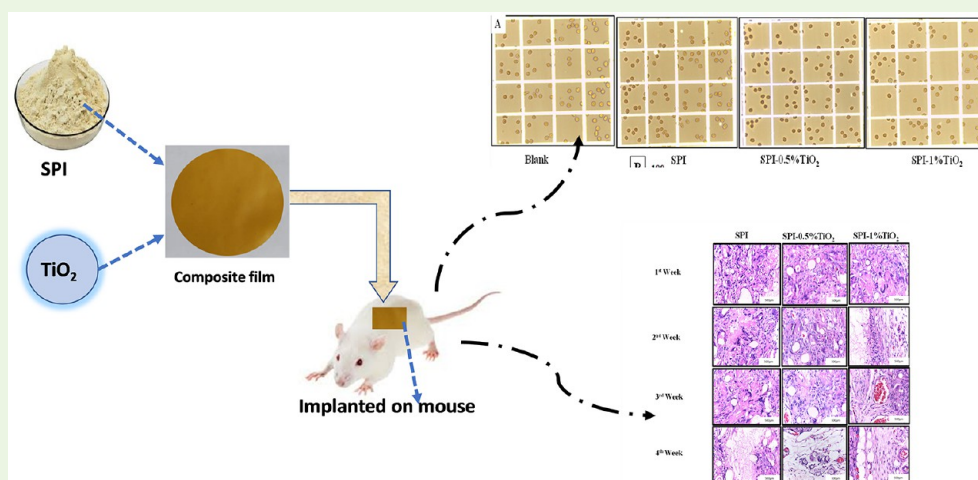 A
SPI
TiO₂
Composite film
Implanted on mouse
Blank
B
100
SPI
SPI-0.5%TiO₂
SPI-1%TiO₂
SPI
SPI-0.5%TiO₂
SPI-1%TiO₂
1ˢᵗ Week
2ⁿᵈ Week
3ʳᵈ Week
4ᵗʰ Week